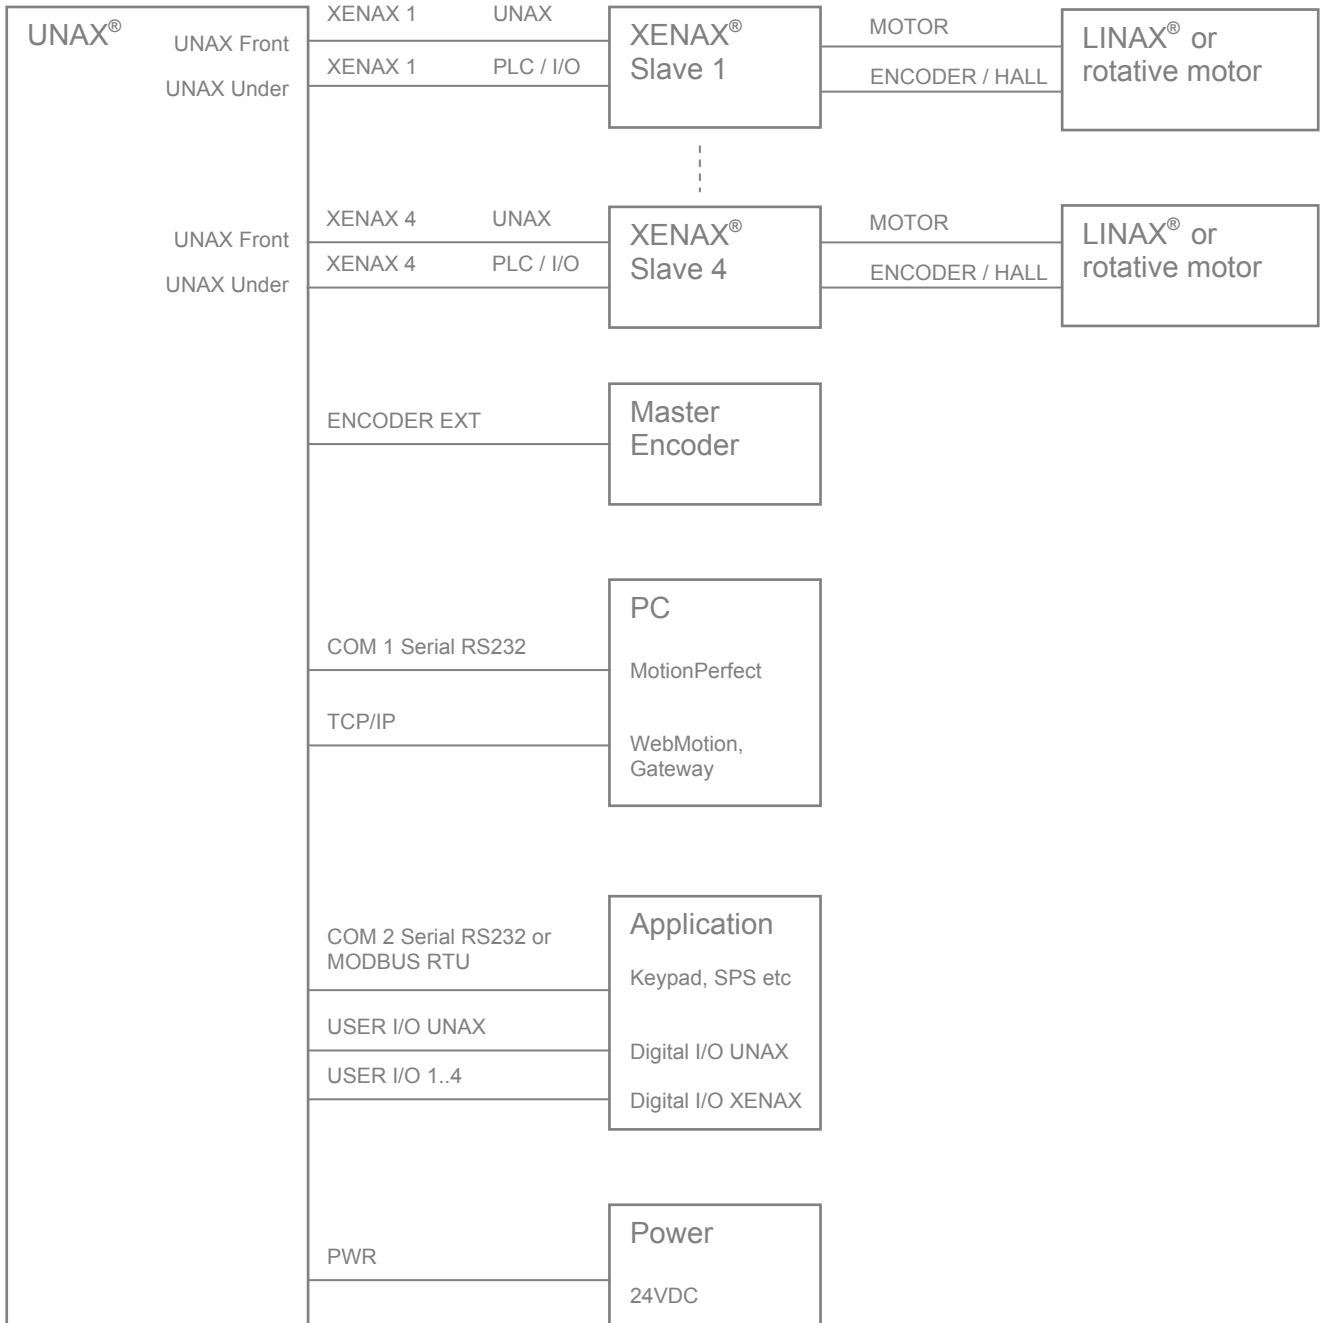 UNAX®
UNAX Front
UNAX Under
XENAX 1 UNAX
XENAX 1 PLC / I/O
XENAX®
Slave 1
MOTOR
ENCODER / HALL
LINAX® or
rotative motor
UNAX Front
UNAX Under
XENAX 4 UNAX
XENAX 4 PLC / I/O
XENAX®
Slave 4
MOTOR
ENCODER / HALL
LINAX® or
rotative motor
ENCODER EXT
Master
Encoder
PC
COM 1 Serial RS232
MotionPerfect
TCP/IP
WebMotion,
Gateway
Application
COM 2 Serial RS232 or
MODBUS RTU
Keypad, SPS etc
USER I/O UNAX
Digital I/O UNAX
USER I/O 1..4
Digital I/O XENAX
Power
PWR
24VDC